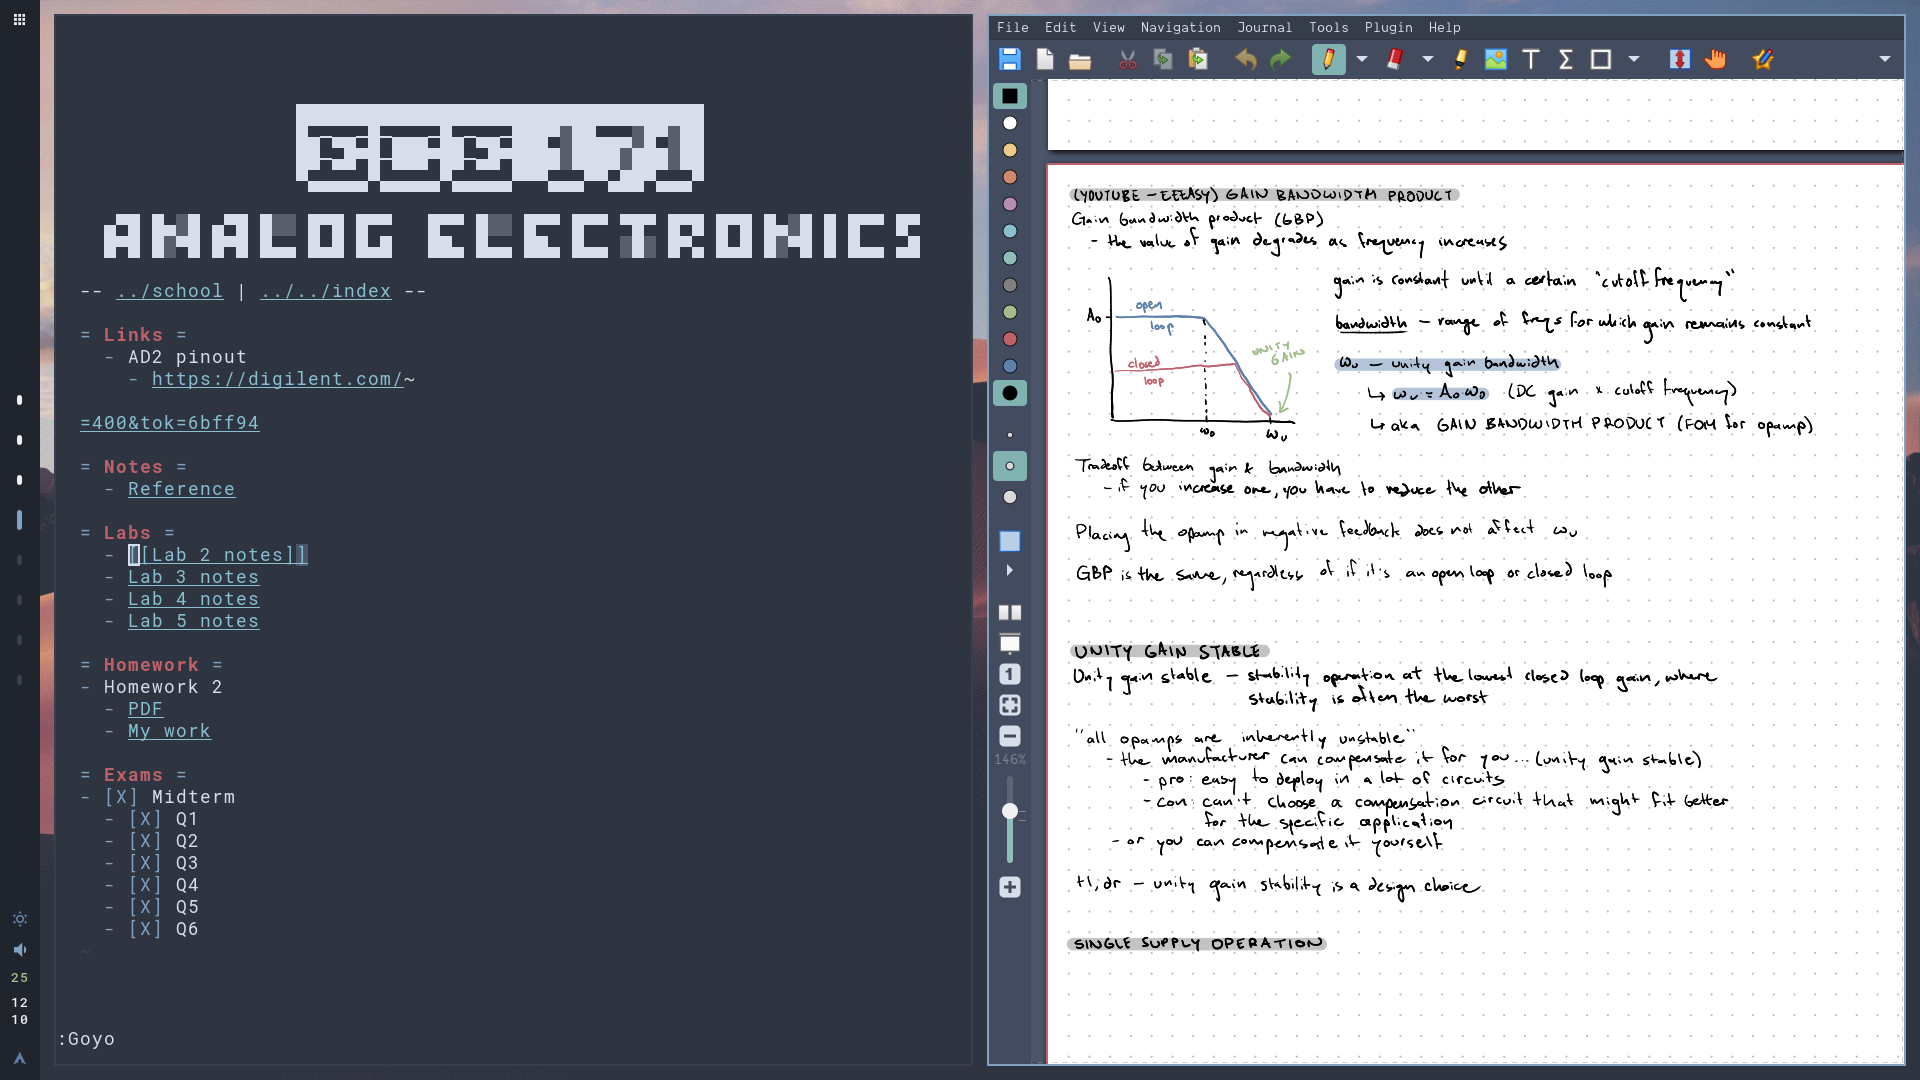 ECE 171
ANALOG ELECTRONICS
-- ../school | ../../index --
= Links =
- AD2 pinout
- https://digilent.com/~
=400&tok=6bff94
= Notes =
- Reference
= Labs =
- [[Lab 2 notes]]
- Lab 3 notes
- Lab 4 notes
- Lab 5 notes
= Homework =
- Homework 2
- PDF
- My work
= Exams =
- [X] Midterm
- [X] Q1
- [X] Q2
- [X] Q3
- [X] Q4
- [X] Q5
- [X] Q6
~
:Goyo
25
12
10
File Edit View Navigation Journal Tools Plugin Help
1
146%
(YOUTUBE - EEEASY) GAIN BANDWIDTH PRODUCT
Gain bandwidth product (GBP)
- the value of gain degrades as frequency increases
A₀
open
loop
closed
loop
UNITY
GAIN
ω₀
ωᵤ
gain is constant until a certain "cutoff frequency"
bandwidth - range of freqs for which gain remains constant
ωᵤ - unity gain bandwidth
↳ ωᵤ = A₀ ω₀ (DC gain x cutoff frequency)
↳ aka GAIN BANDWIDTH PRODUCT (FOM for opamp)
Tradeoff between gain & bandwidth
- if you increase one, you have to reduce the other
Placing the opamp in negative feedback does not affect ωᵤ
GBP is the same, regardless of if it's an open loop or closed loop
UNITY GAIN STABLE
Unity gain stable - stability operation at the lowest closed loop gain, where
stability is often the worst
"all opamps are inherently unstable"
- the manufacturer can compensate it for you... (unity gain stable)
- pro: easy to deploy in a lot of circuits
- con: can't choose a compensation circuit that might fit better
for the specific application
- or you can compensate it yourself
tl;dr - unity gain stability is a design choice
SINGLE SUPPLY OPERATION